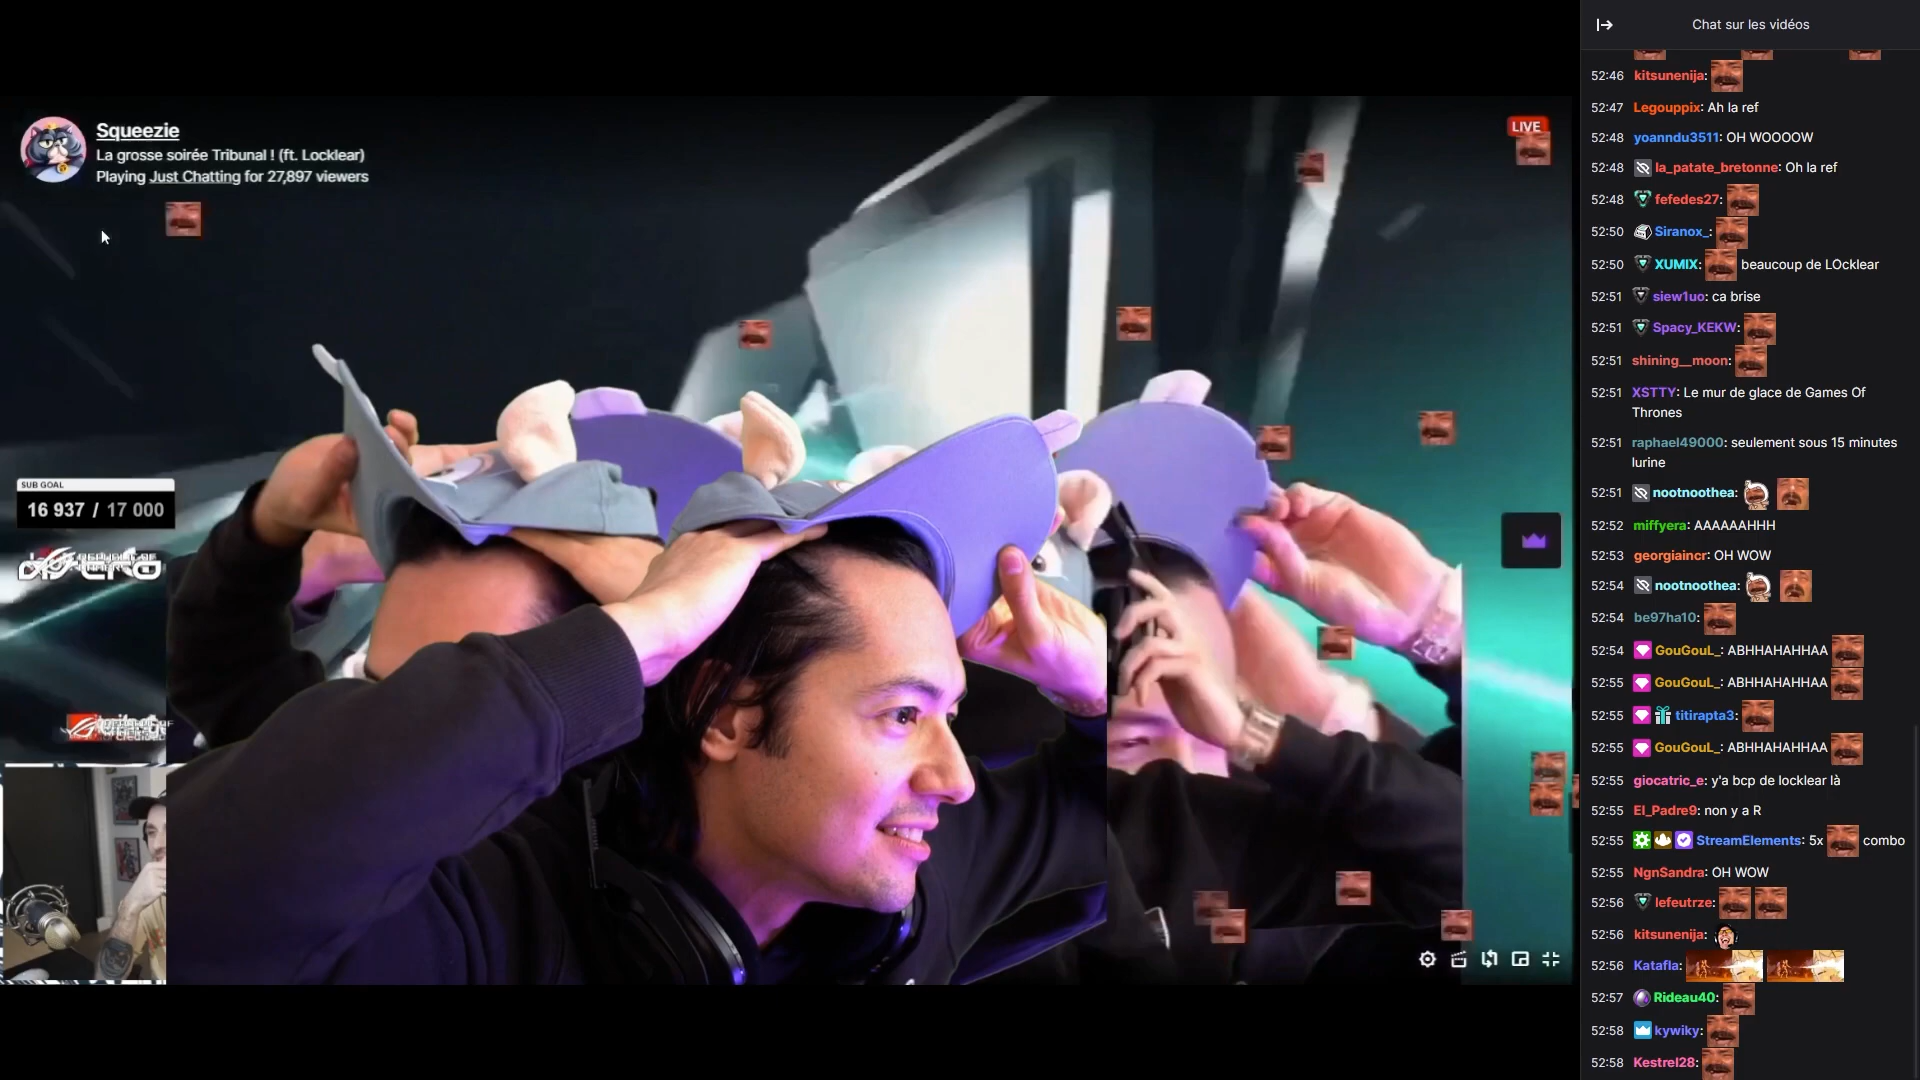 Squeezie
La grosse soirée Tribunal ! (ft. Locklear)
Playing Just Chatting for 27,897 viewers
LIVE
SUB GOAL
16 937 / 17 000
Chat sur les vidéos
52:46 kitsunenija:
52:47 Legouppix: Ah la ref
52:48 yoanndu3511: OH WOOOOW
52:48 la_patate_bretonne: Oh la ref
52:48 fefedes27:
52:50 Siranox_:
52:50 XUMIX: beaucoup de LOcklear
52:51 siew1uo: ca brise
52:51 Spacy_KEKW:
52:51 shining__moon:
52:51 XSTTY: Le mur de glace de Games Of
Thrones
52:51 raphael49000: seulement sous 15 minutes
lurine
52:51 nootnoothea:
52:52 miffyera: AAAAAAHHH
52:53 georgiaincr: OH WOW
52:54 nootnoothea:
52:54 be97ha10:
52:54 GouGouL_: ABHHAHAHHAA
52:55 GouGouL_: ABHHAHAHHAA
52:55 titirapta3:
52:55 GouGouL_: ABHHAHAHHAA
52:55 giocatric_e: y'a bcp de locklear là
52:55 El_Padre9: non y a R
52:55 StreamElements: 5x combo
52:55 NgnSandra: OH WOW
52:56 lefeutrze:
52:56 kitsunenija:
52:56 Katafla:
52:57 Rideau40:
52:58 kywiky:
52:58 Kestrel28: